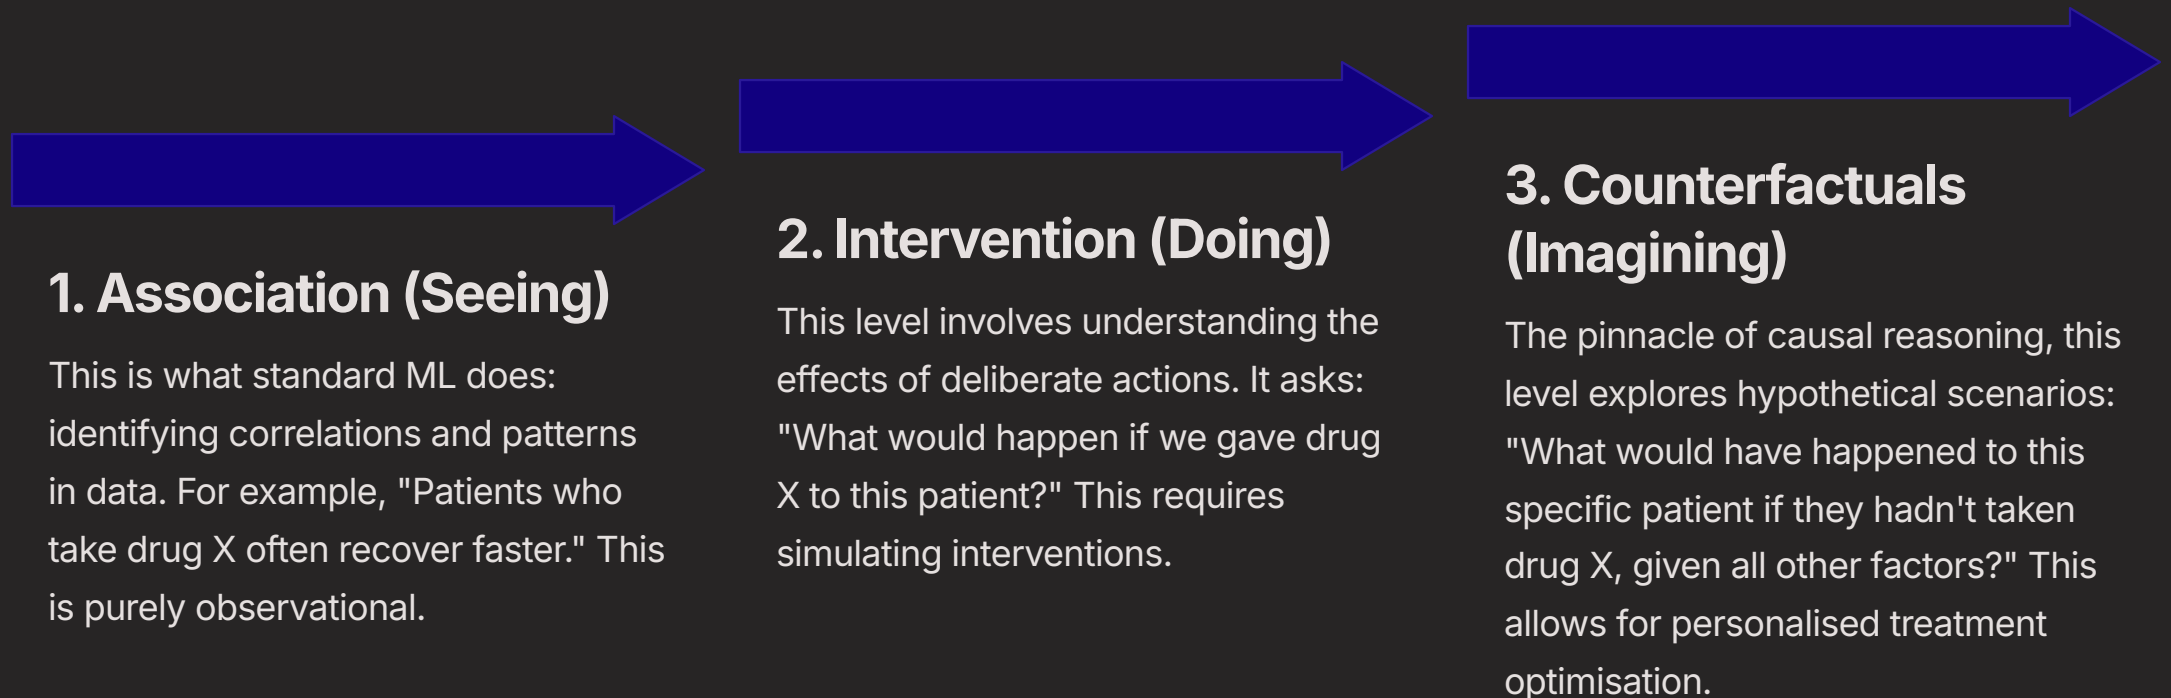 1. Association (Seeing)
This is what standard ML does:
identifying correlations and patterns
in data. For example, "Patients who
take drug X often recover faster." This
is purely observational.
2. Intervention (Doing)
This level involves understanding the
effects of deliberate actions. It asks:
"What would happen if we gave drug
X to this patient?" This requires
simulating interventions.
3. Counterfactuals
(Imagining)
The pinnacle of causal reasoning, this
level explores hypothetical scenarios:
"What would have happened to this
specific patient if they hadn't taken
drug X, given all other factors?" This
allows for personalised treatment
optimisation.